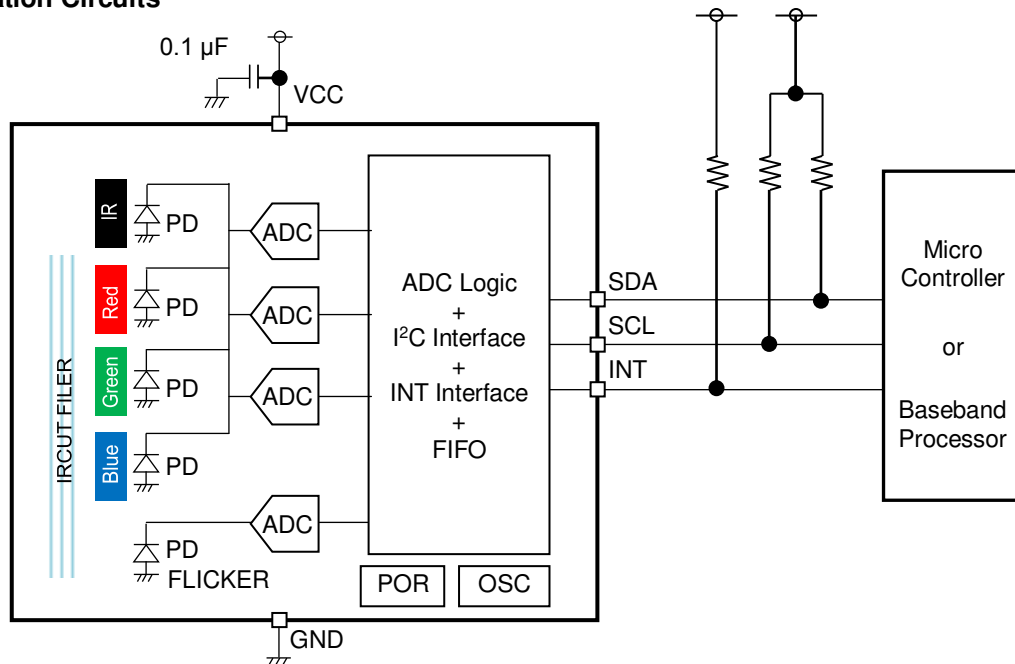 ation Circuits
0.1 µF
VCC
IR
PD
ADC
Red
PD
ADC
Green
PD
ADC
Blue
PD
IRCUT FILER
ADC
PD
FLICKER
ADC Logic
+
I²C Interface
+
INT Interface
+
FIFO
POR
OSC
GND
SDA
SCL
INT
Micro
Controller
or
Baseband
Processor